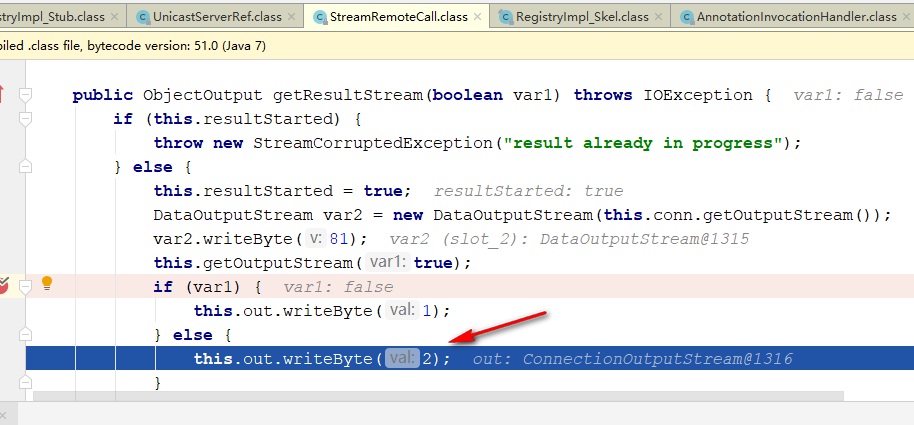 stryImpl_Stub.class × UnicastServerRef.class × StreamRemoteCall.class × RegistryImpl_Skel.class × AnnotationInvocationHandler.class ×
piled .class file, bytecode version: 51.0 (Java 7)
public ObjectOutput getResultStream(boolean var1) throws IOException { var1: false
if (this.resultStarted) {
throw new StreamCorruptedException("result already in progress");
} else {
this.resultStarted = true; resultStarted: true
DataOutputStream var2 = new DataOutputStream(this.conn.getOutputStream());
var2.writeByte( v: 81); var2 (slot_2): DataOutputStream@1315
this.getOutputStream( var1: true);
if (var1) { var1: false
this.out.writeByte( val: 1);
} else {
this.out.writeByte( val: 2); out: ConnectionOutputStream@1316
}